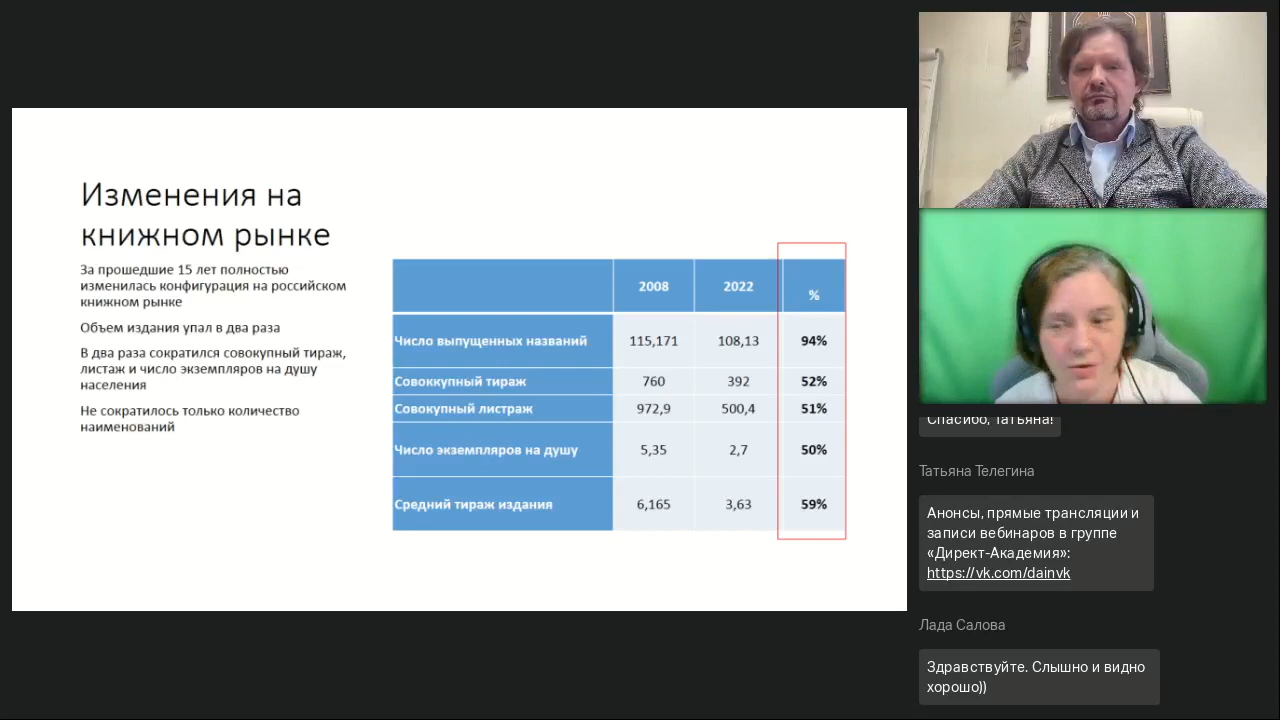 Изменения на
книжном рынке
За прошедшие 15 лет полностью
изменилась конфигурация на российском
книжном рынке
Объем издания упал в два раза
В два раза сократился совокупный тираж,
листаж и число экземпляров на душу
населения
Не сократилось только количество
наименований
2008 2022 %
Число выпущенных названий 115,171 108,13 94%
Совоккупный тираж 760 392 52%
Совокупный листраж 972,9 500,4 51%
Число экземпляров на душу 5,35 2,7 50%
Средний тираж издания 6,165 3,63 59%
Спасибо, Татьяна!
Татьяна Телегина
Анонсы, прямые трансляции и
записи вебинаров в группе
«Директ-Академия»:
https://vk.com/dainvk
Лада Салова
Здравствуйте. Слышно и видно
хорошо))